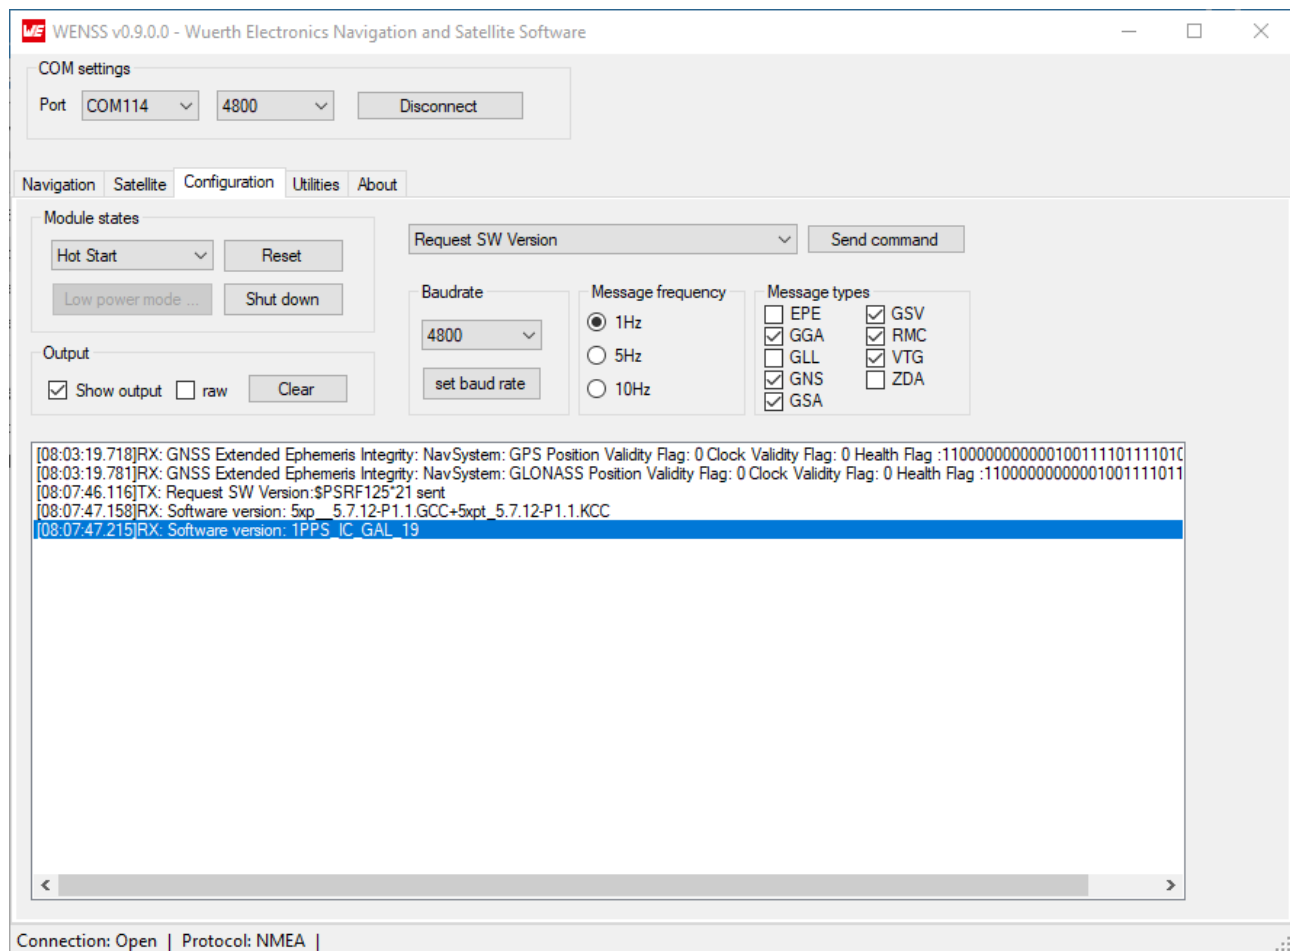 WE WENSS v0.9.0.0 - Wuerth Electronics Navigation and Satellite Software
COM settings
Port COM114 4800 Disconnect
Navigation Satellite Configuration Utilities About
Module states
Hot Start Reset
Low power mode ... Shut down
Output
Show output raw Clear
Request SW Version Send command
Baudrate
4800
set baud rate
Message frequency
1Hz
5Hz
10Hz
Message types
EPE GSV
GGA RMC
GLL VTG
GNS ZDA
GSA
[08:03:19.718]RX: GNSS Extended Ephemeris Integrity: NavSystem: GPS Position Validity Flag: 0 Clock Validity Flag: 0 Health Flag :
[08:03:19.781]RX: GNSS Extended Ephemeris Integrity: NavSystem: GLONASS Position Validity Flag: 0 Clock Validity Flag: 0 Health Flag :
[08:07:46.116]TX: Request SW Version:$PSRF125*21 sent
[08:07:47.158]RX: Software version: 5xp__5.7.12-P1.1.GCC+5xpt_5.7.12-P1.1.KCC
[08:07:47.215]RX: Software version: 1PPS_IC_GAL_19
Connection: Open | Protocol: NMEA |